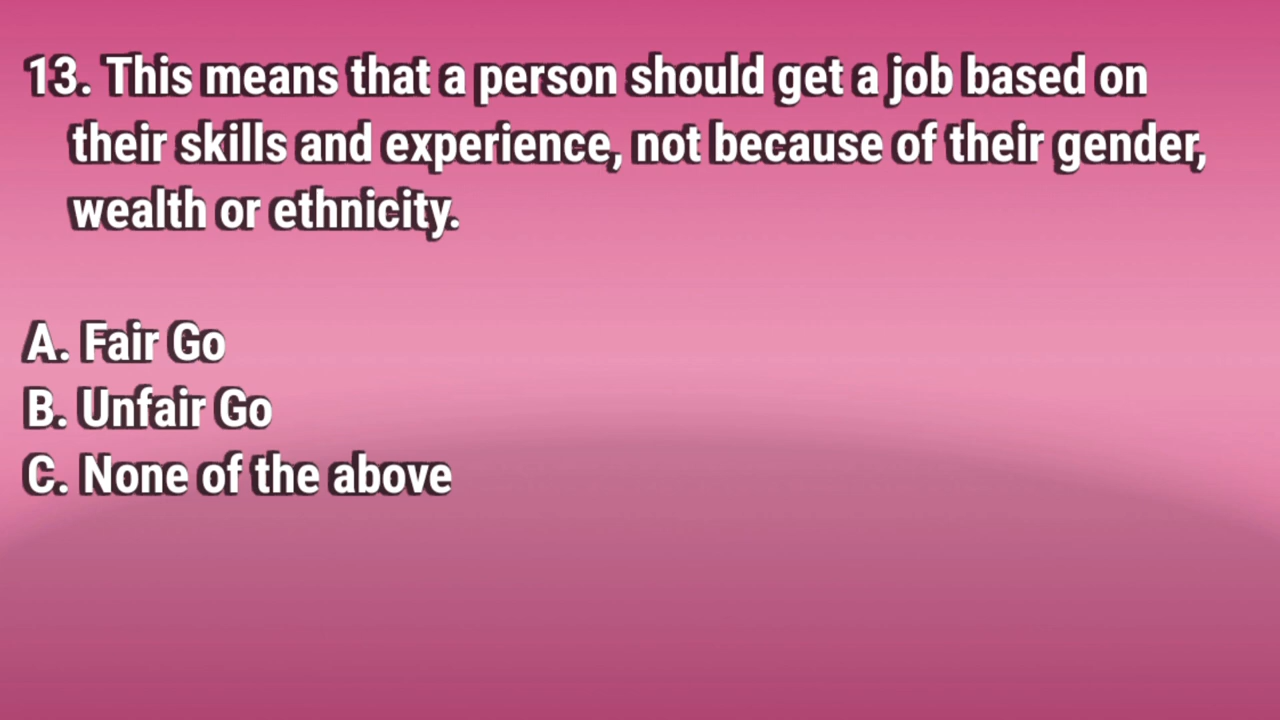 13. This means that a person should get a job based on
their skills and experience, not because of their gender,
wealth or ethnicity.
A. Fair Go
B. Unfair Go
C. None of the above